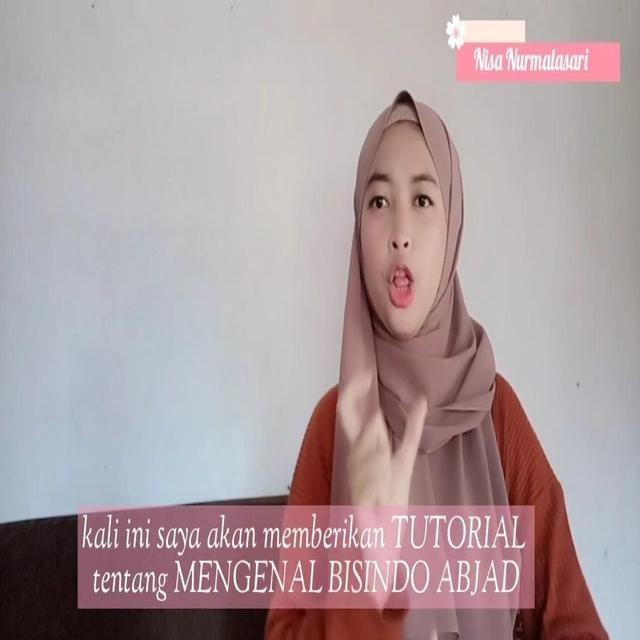 Nisa Nurmalasari
kali ini saya akan memberikan TUTORIAL
tentang MENGENAL BISINDO ABJAD